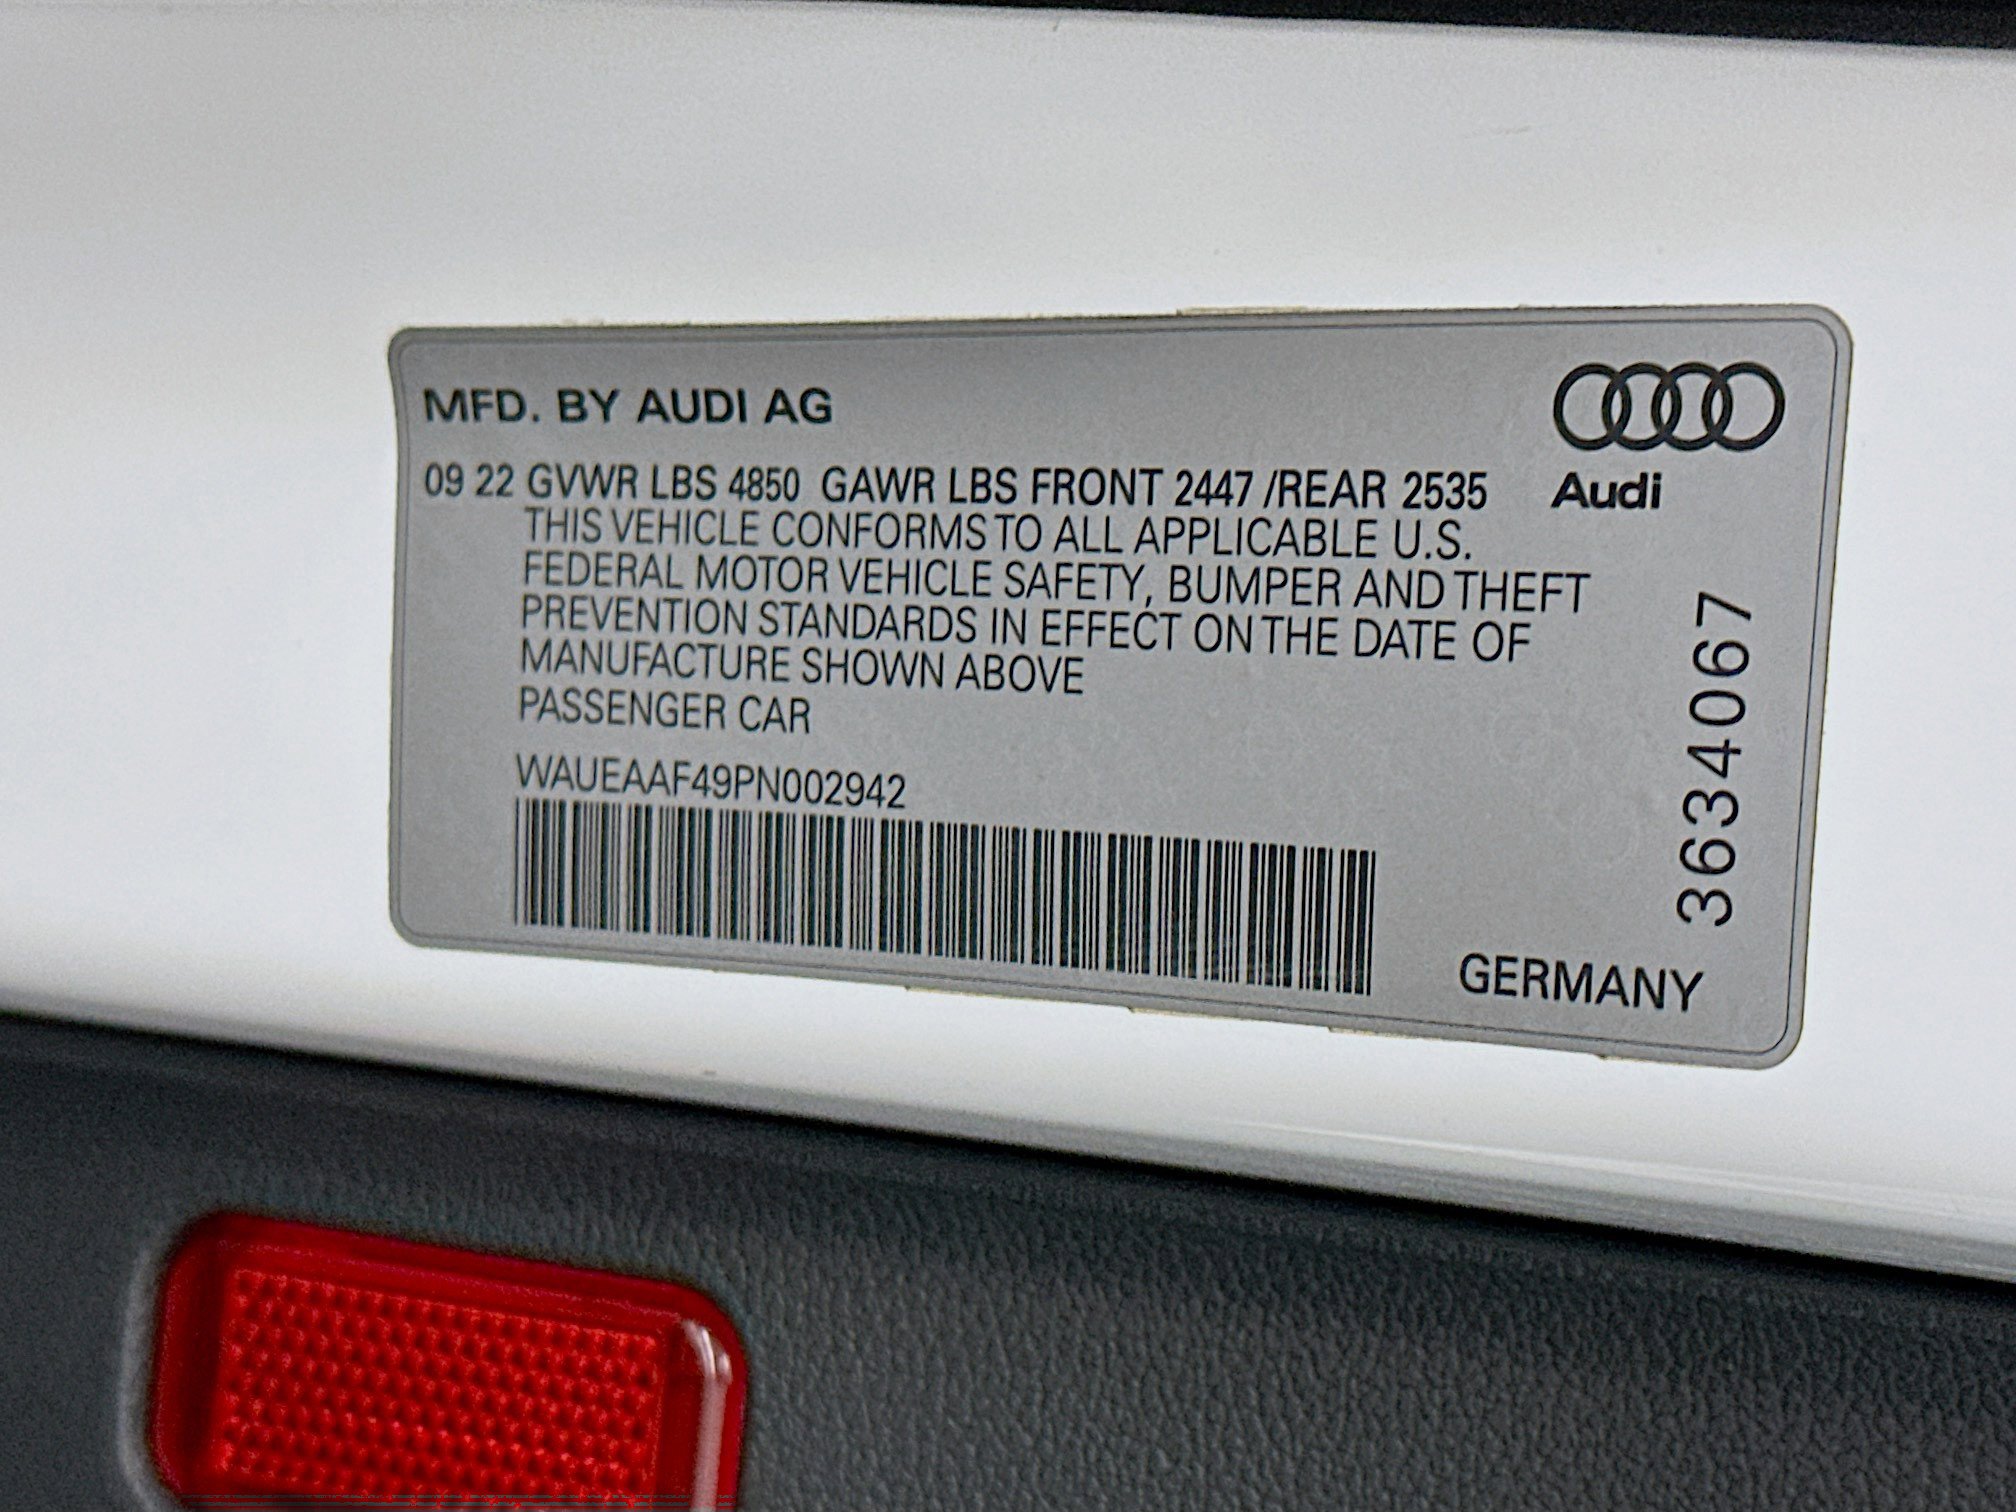 MFD. BY AUDI AG
09 22 GVWR LBS 4850 GAWR LBS FRONT 2447 /REAR 2535
Audi
THIS VEHICLE CONFORMS TO ALL APPLICABLE U.S.
FEDERAL MOTOR VEHICLE SAFETY, BUMPER AND THEFT
PREVENTION STANDARDS IN EFFECT ON THE DATE OF
MANUFACTURE SHOWN ABOVE
PASSENGER CAR
WAUEAAF49PN002942
3634067
GERMANY